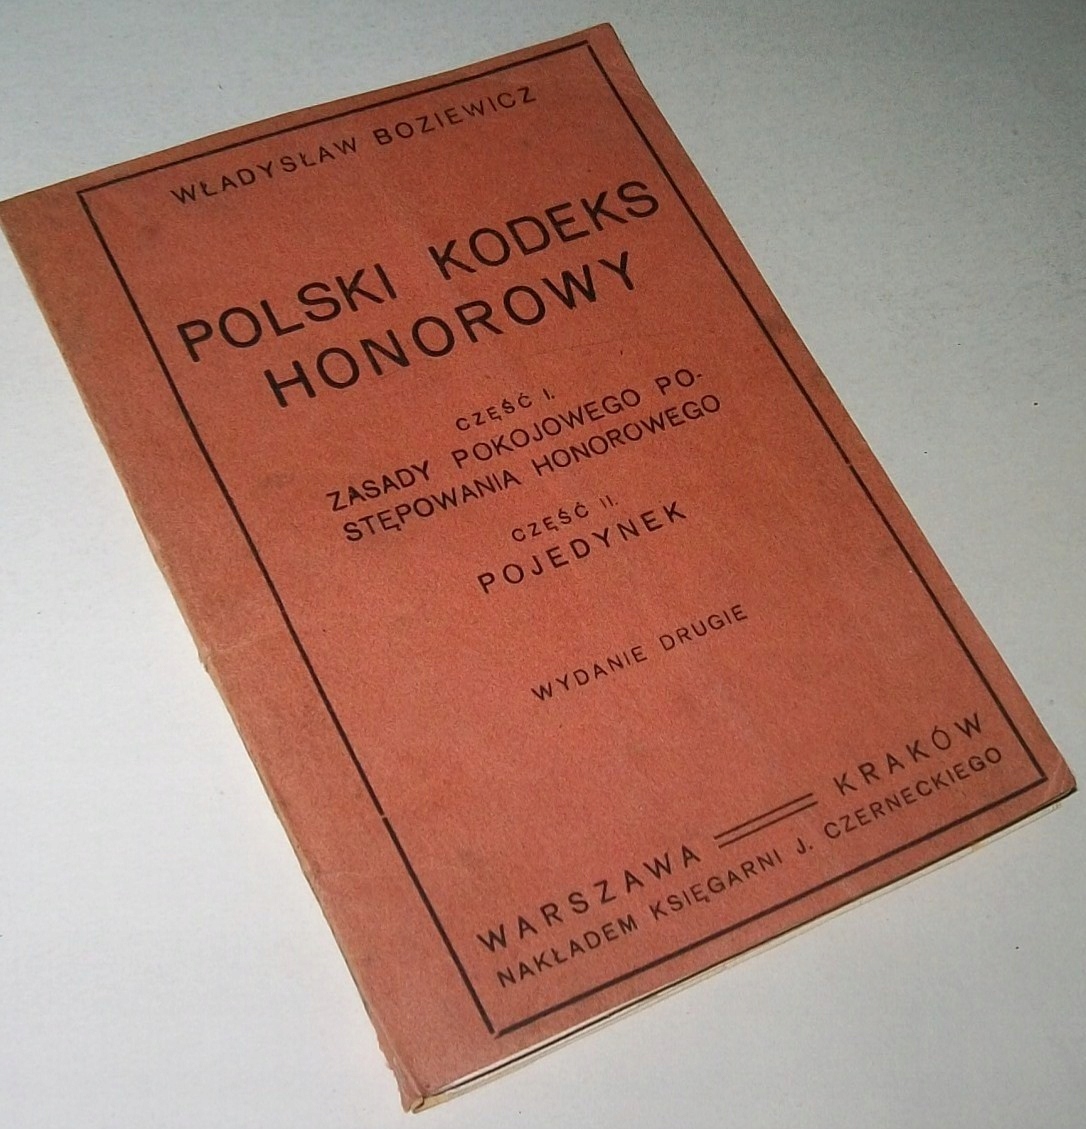 WŁADYSŁAW BOZIEWICZ
POLSKI KODEKS
HONOROWY
CZĘŚĆ I.
ZASADY POKOJOWEGO PO-
STĘPOWANIA HONOROWEGO
CZĘŚĆ II.
POJEDYNEK
WYDANIE DRUGIE
WARSZAWA KRAKÓW
NAKŁADEM KSIĘGARNI J. CZERNECKIEGO